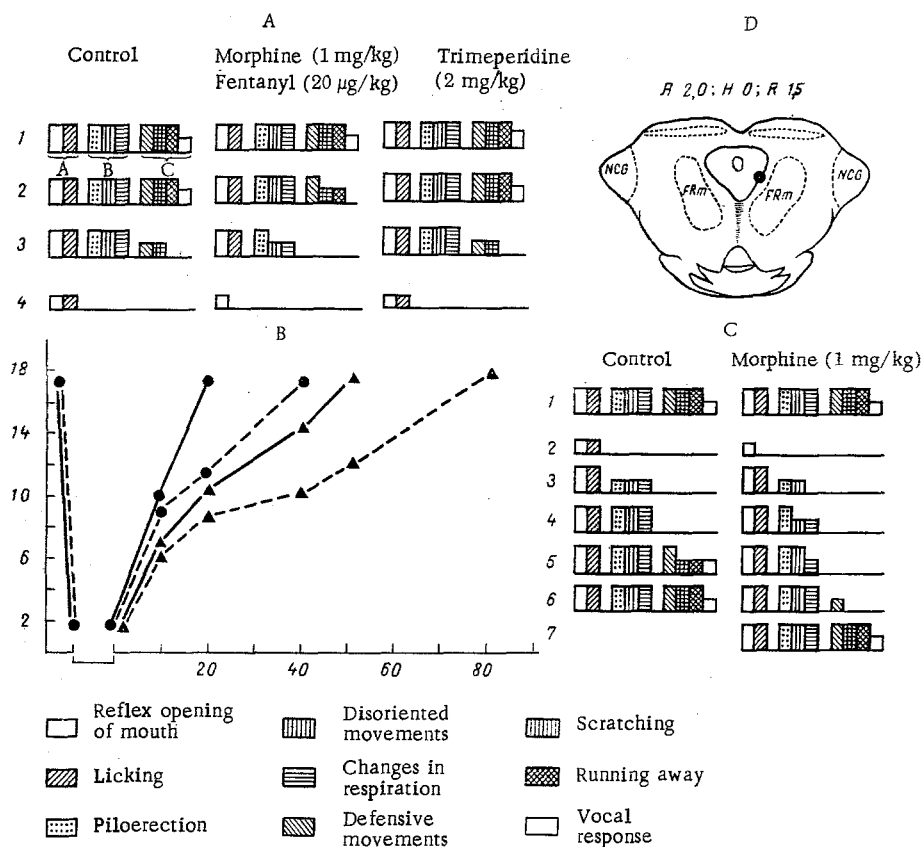 A
Control
Morphine (1 mg/kg)
Fentanyl (20 μg/kg)
Trimeperidine
(2 mg/kg)
1
A
B
C
2
3
4
D
A 2,0; H 0; R 1,5
NCG
FRm
FRm
NCG
B
18
14
10
6
2
20
40
60
80
C
Control
Morphine (1 mg/kg)
1
2
3
4
5
6
7
Reflex opening
of mouth
Licking
Piloerection
Disoriented
movements
Changes in
respiration
Defensive
movements
Scratching
Running away
Vocal
response